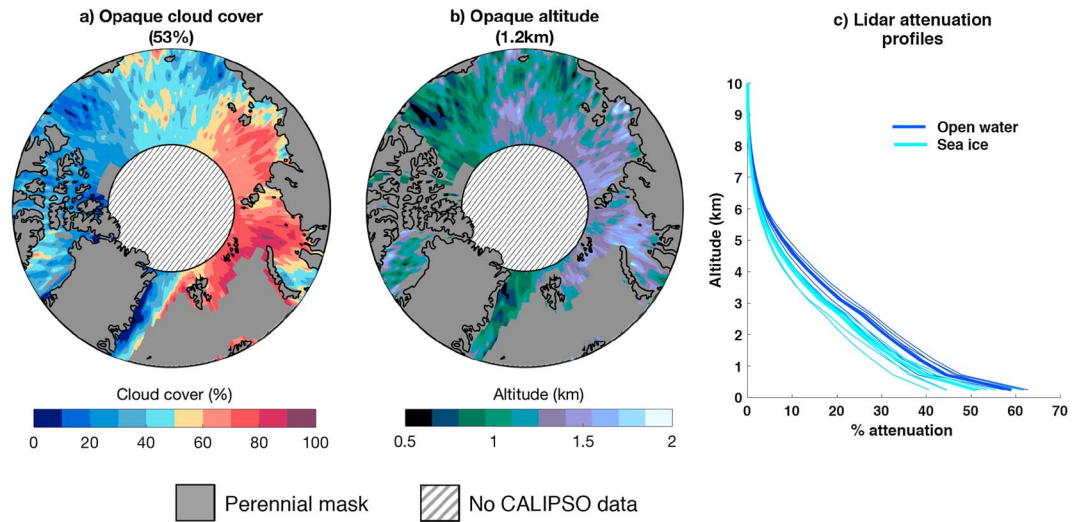 a) Opaque cloud cover
(53%)
b) Opaque altitude
(1.2km)
c) Lidar attenuation
profiles
Cloud cover (%)
0 20 40 60 80 100
Altitude (km)
0.5 1 1.5 2
10
9
8
7
6
5
4
3
2
1
0
Altitude (km)
Open water
Sea ice
0 10 20 30 40 50 60 70
% attenuation
Perennial mask
No CALIPSO data